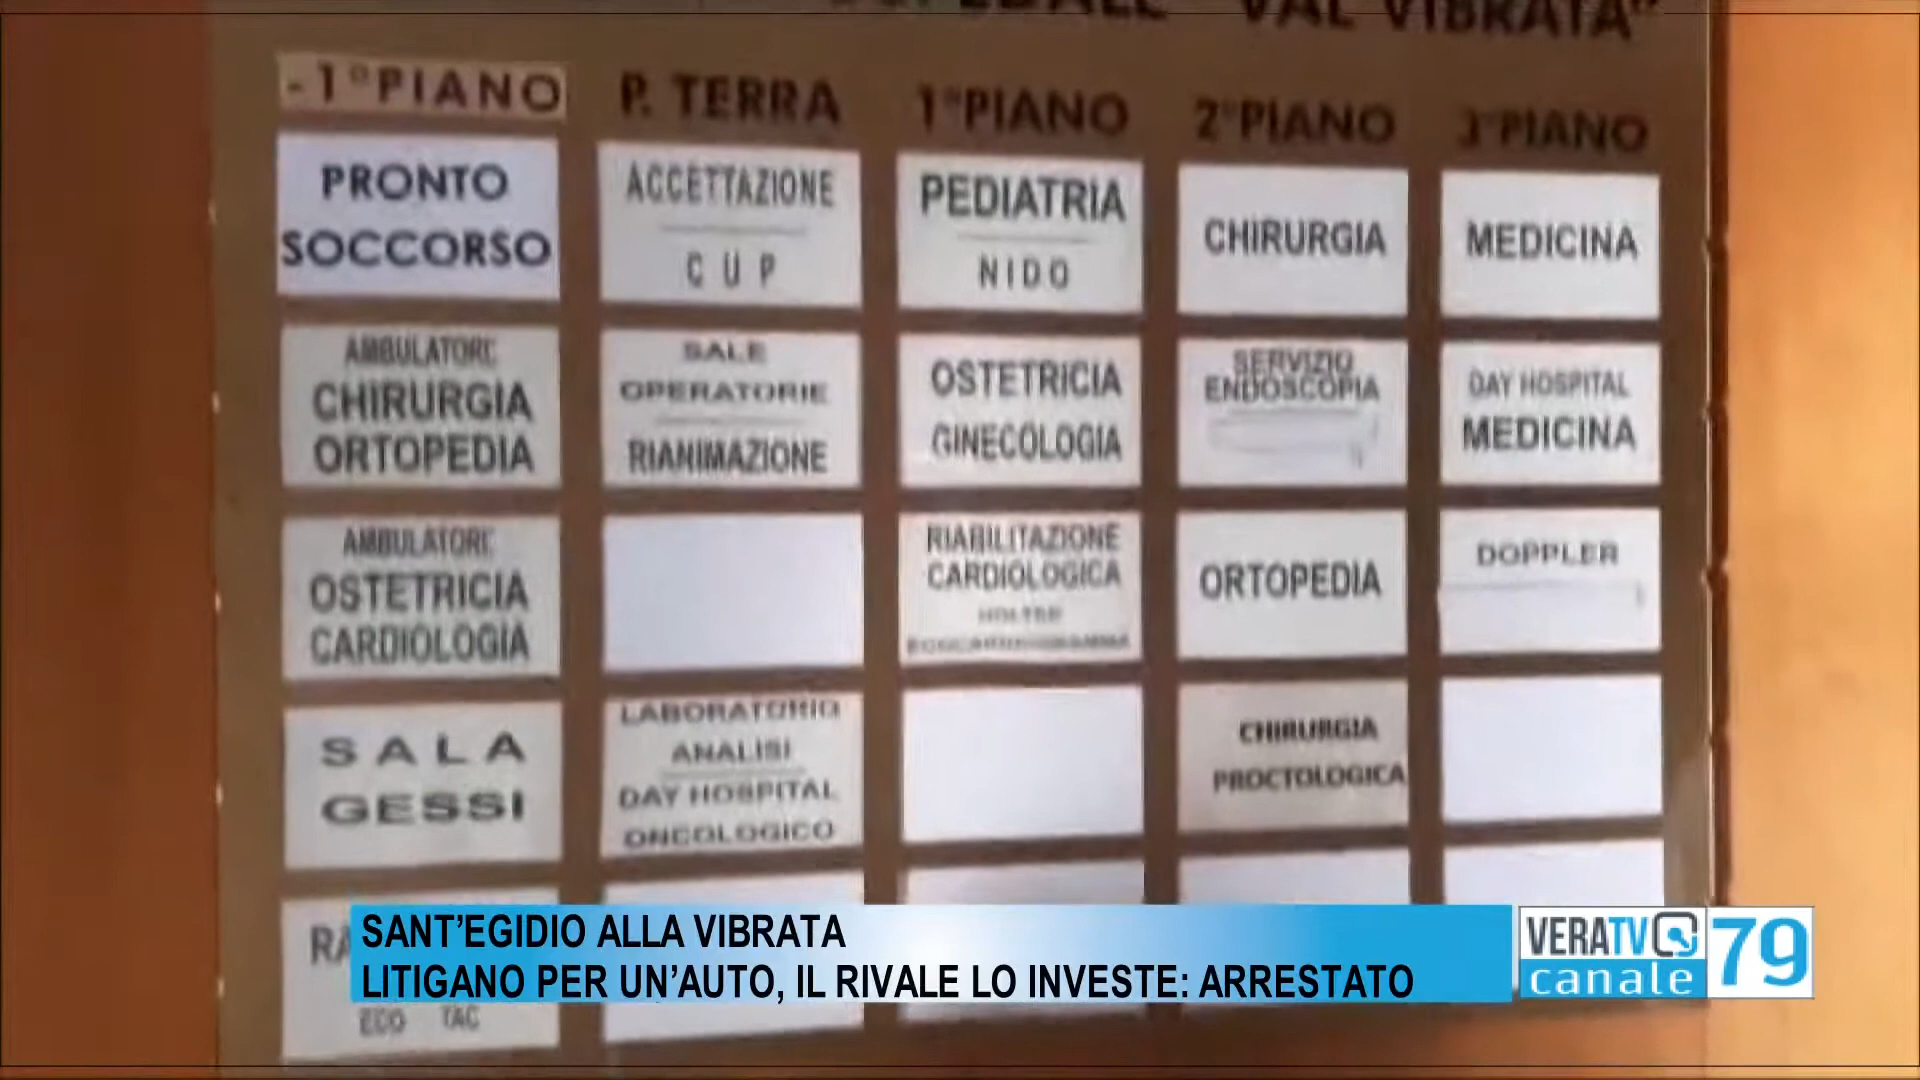 "VAL VIBRATA"
-1°PIANO
PRONTO
SOCCORSO
AMBULATORI
CHIRURGIA
ORTOPEDIA
AMBULATORI
OSTETRICIA
CARDIOLOGIA
SALA
GESSI
ECO TAC
P. TERRA
ACCETTAZIONE
CUP
SALE
OPERATORIE
RIANIMAZIONE
LABORATORIO
ANALISI
DAY HOSPITAL
ONCOLOGICO
1°PIANO
PEDIATRIA
NIDO
OSTETRICIA
GINECOLOGIA
RIABILITAZIONE
CARDIOLOGICA
HOLTER
ECOCARDIOGRAMMA
2°PIANO
CHIRURGIA
SERVIZIO
ENDOSCOPIA
ORTOPEDIA
CHIRURGIA
PROCTOLOGICA
3°PIANO
MEDICINA
DAY HOSPITAL
MEDICINA
DOPPLER
SANT'EGIDIO ALLA VIBRATA
LITIGANO PER UN'AUTO, IL RIVALE LO INVESTE: ARRESTATO
VERATV
canale
79